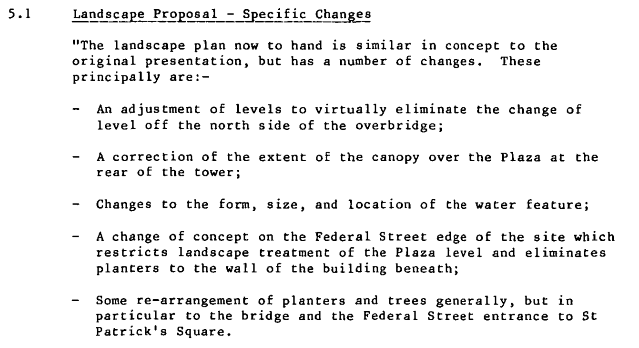 5.1 Landscape Proposal - Specific Changes
"The landscape plan now to hand is similar in concept to the
original presentation, but has a number of changes. These
principally are:-
- An adjustment of levels to virtually eliminate the change of
level off the north side of the overbridge;
- A correction of the extent of the canopy over the Plaza at the
rear of the tower;
- Changes to the form, size, and location of the water feature;
- A change of concept on the Federal Street edge of the site which
restricts landscape treatment of the Plaza level and eliminates
planters to the wall of the building beneath;
- Some re-arrangement of planters and trees generally, but in
particular to the bridge and the Federal Street entrance to St
Patrick's Square.